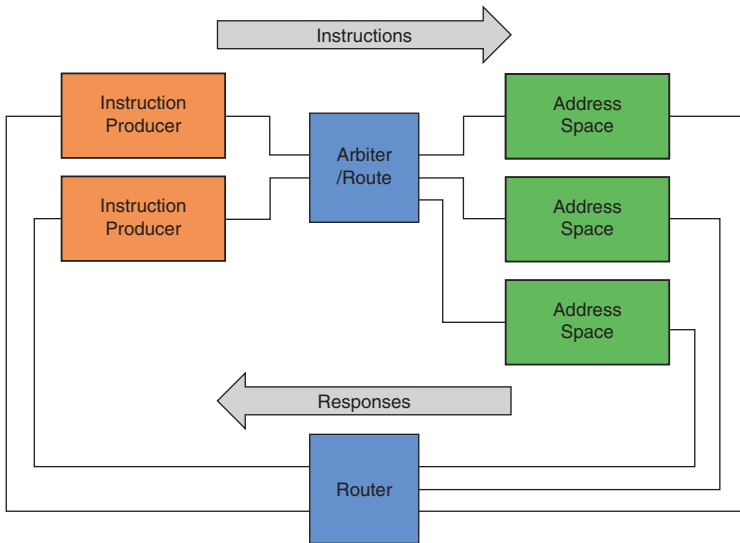 Instructions
Instruction
Producer
Arbiter
/Route
Address
Space
Instruction
Producer
Address
Space
Address
Space
Responses
Router